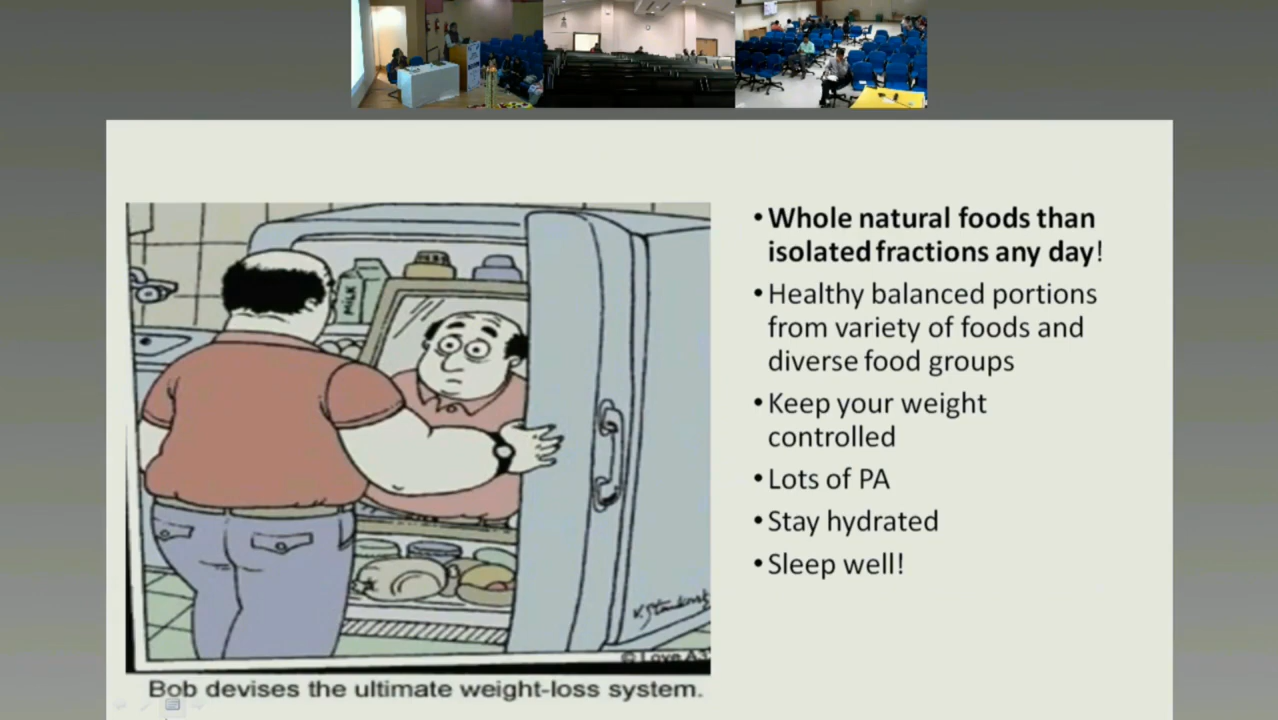 • Whole natural foods than
isolated fractions any day!
• Healthy balanced portions
from variety of foods and
diverse food groups
• Keep your weight
controlled
• Lots of PA
• Stay hydrated
• Sleep well!
MILK
Bob devises the ultimate weight-loss system.